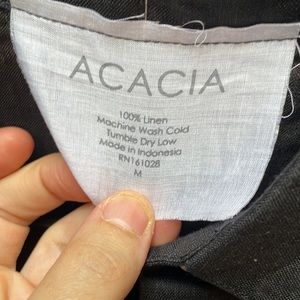 ACACIA
100% Linen
Machine Wash Cold
Tumble Dry Low
Made in Indonesia
RN161028
M